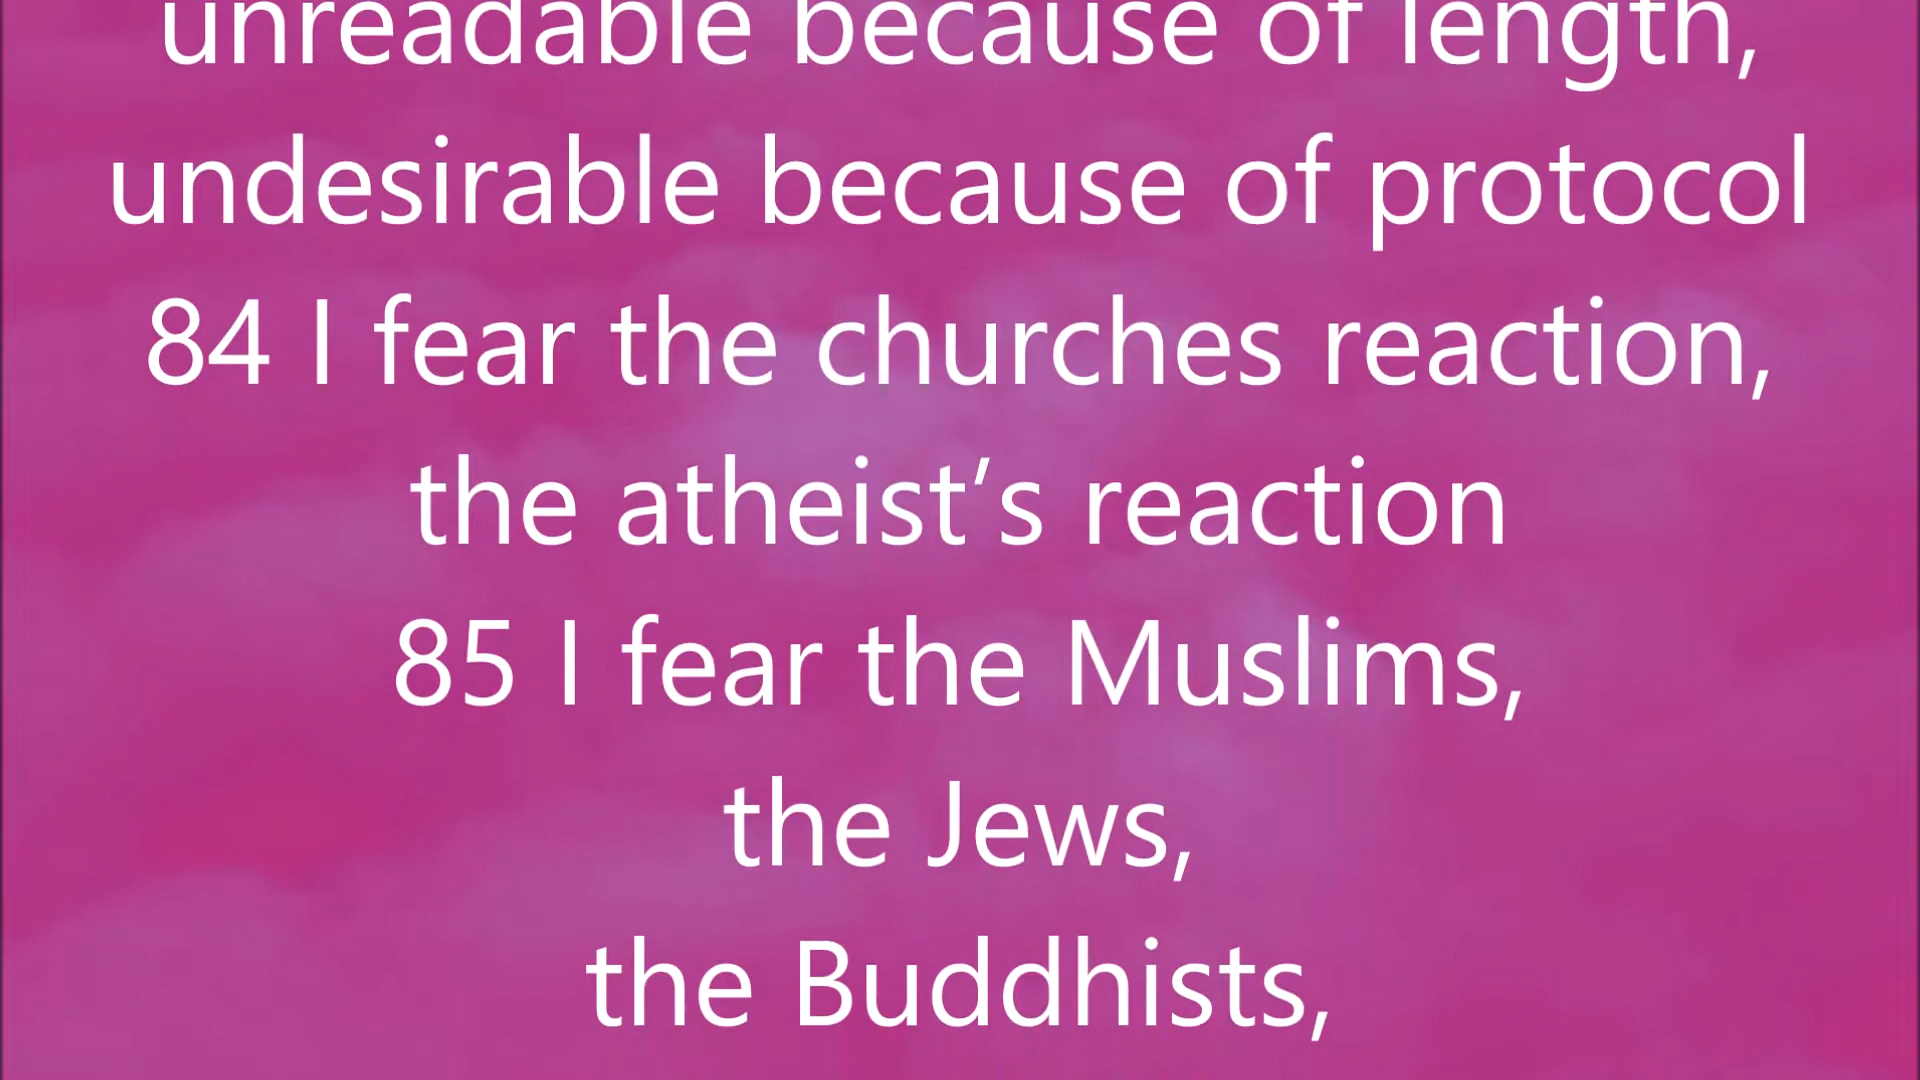 unreadable because of length,
undesirable because of protocol
84 I fear the churches reaction,
the atheist’s reaction
85 I fear the Muslims,
the Jews,
the Buddhists,